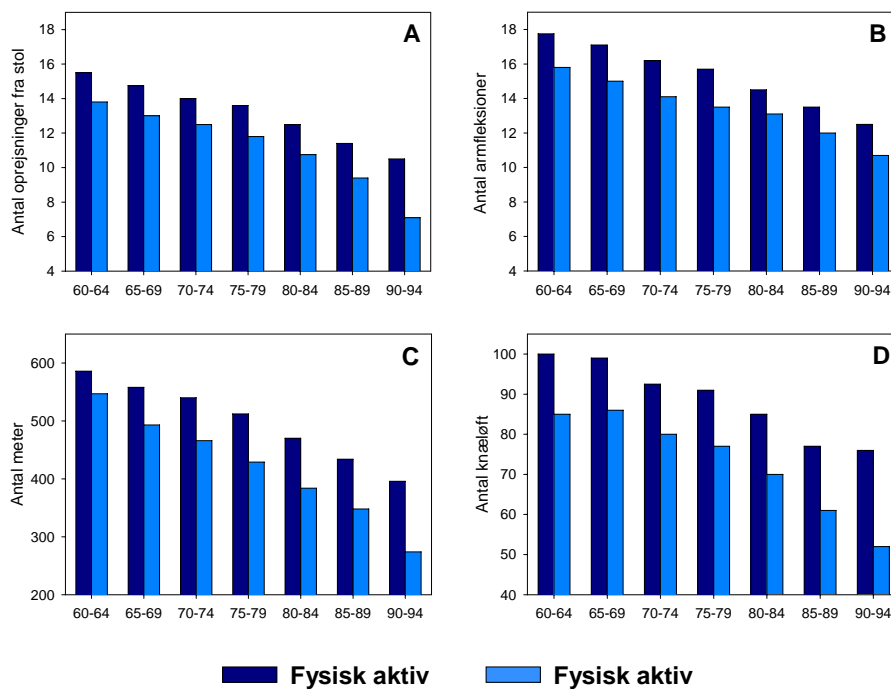 A
Antal oprejsninger fra stol
18
16
14
12
10
8
6
4
60-64 65-69 70-74 75-79 80-84 85-89 90-94
B
Antal armfleksioner
18
16
14
12
10
8
6
4
60-64 65-69 70-74 75-79 80-84 85-89 90-94
C
Antal meter
600
500
400
300
200
60-64 65-69 70-74 75-79 80-84 85-89 90-94
D
Antal knæløft
100
90
80
70
60
50
40
60-64 65-69 70-74 75-79 80-84 85-89 90-94
Fysisk aktiv Fysisk aktiv